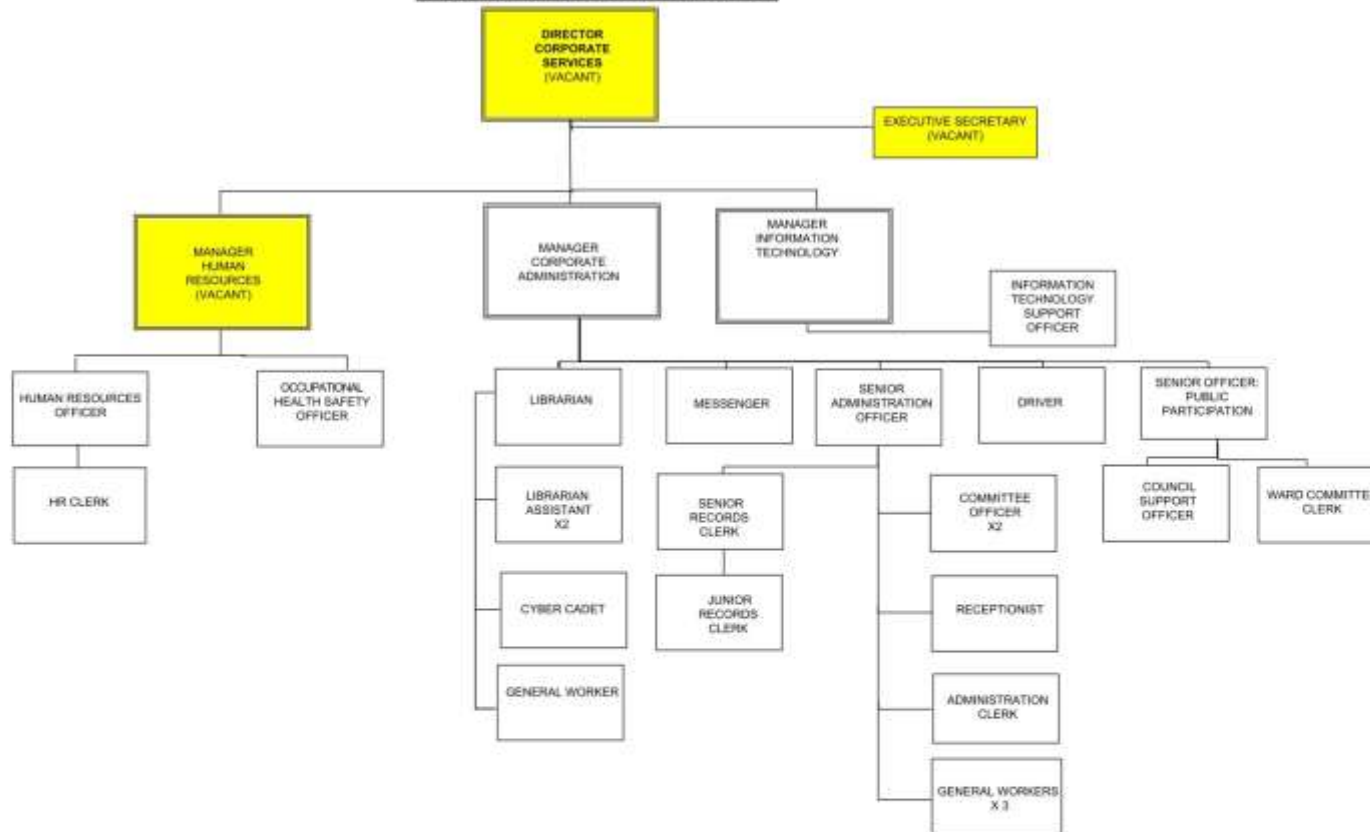 DIRECTOR
CORPORATE
SERVICES
(VACANT)
EXECUTIVE SECRETARY
(VACANT)
MANAGER
HUMAN
RESOURCES
(VACANT)
MANAGER
CORPORATE
ADMINISTRATION
MANAGER
INFORMATION
TECHNOLOGY
INFORMATION
TECHNOLOGY
SUPPORT
OFFICER
HUMAN RESOURCES
OFFICER
OCCUPATIONAL
HEALTH SAFETY
OFFICER
LIBRARIAN
MESSENGER
SENIOR
ADMINISTRATION
OFFICER
DRIVER
SENIOR OFFICER:
PUBLIC
PARTICIPATION
HR CLERK
LIBRARIAN
ASSISTANT
X2
SENIOR
RECORDS
CLERK
COMMITTEE
OFFICER
X2
COUNCIL
SUPPORT
OFFICER
WARD COMMITTE
CLERK
CYBER CADET
JUNIOR
RECORDS
CLERK
RECEPTIONIST
GENERAL WORKER
ADMINISTRATION
CLERK
GENERAL WORKERS
X 3